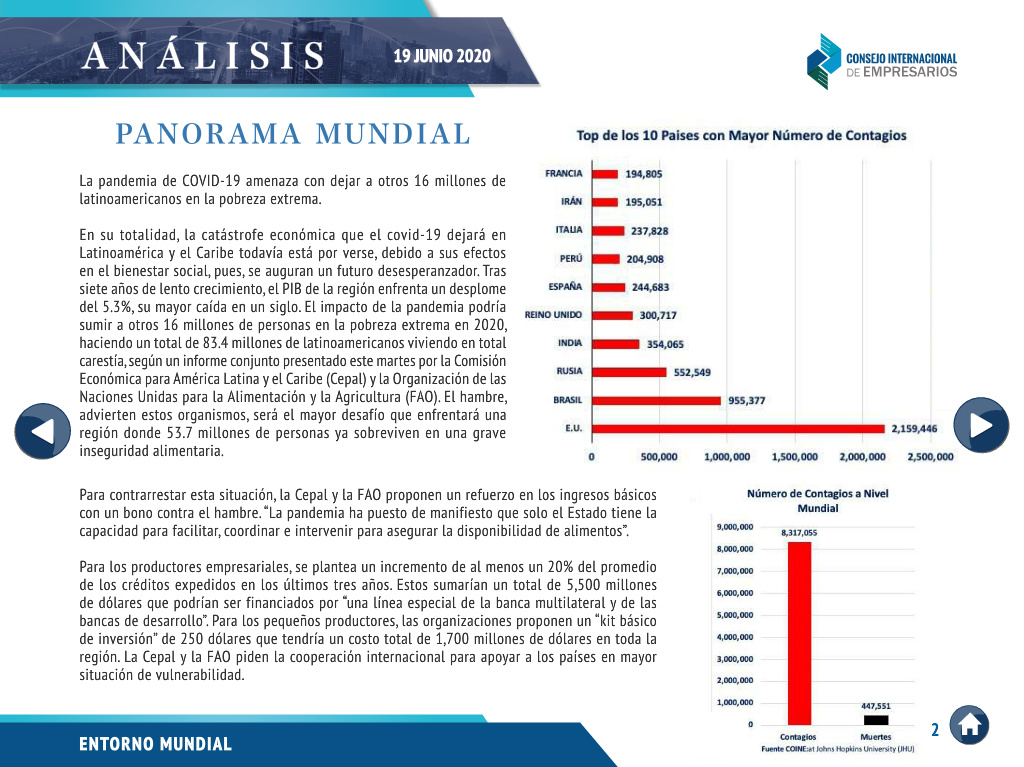 ANÁLISIS
19 JUNIO 2020
CONSEJO INTERNACIONAL
DE EMPRESARIOS
PANORAMA MUNDIAL
La pandemia de COVID-19 amenaza con dejar a otros 16 millones de
latinoamericanos en la pobreza extrema.
En su totalidad, la catástrofe económica que el covid-19 dejará en
Latinoamérica y el Caribe todavía está por verse, debido a sus efectos
en el bienestar social, pues, se auguran un futuro desesperanzador. Tras
siete años de lento crecimiento, el PIB de la región enfrenta un desplome
del 5.3%, su mayor caída en un siglo. El impacto de la pandemia podría
sumir a otros 16 millones de personas en la pobreza extrema en 2020,
haciendo un total de 83.4 millones de latinoamericanos viviendo en total
carestía, según un informe conjunto presentado este martes por la Comisión
Económica para América Latina y el Caribe (Cepal) y la Organización de las
Naciones Unidas para la Alimentación y la Agricultura (FAO). El hambre,
advierten estos organismos, será el mayor desafío que enfrentará una
región donde 53.7 millones de personas ya sobreviven en una grave
inseguridad alimentaria.
Para contrarrestar esta situación, la Cepal y la FAO proponen un refuerzo en los ingresos básicos
con un bono contra el hambre. “La pandemia ha puesto de manifiesto que solo el Estado tiene la
capacidad para facilitar, coordinar e intervenir para asegurar la disponibilidad de alimentos”.
Para los productores empresariales, se plantea un incremento de al menos un 20% del promedio
de los créditos expedidos en los últimos tres años. Estos sumarían un total de 5,500 millones
de dólares que podrían ser financiados por “una línea especial de la banca multilateral y de las
bancas de desarrollo”. Para los pequeños productores, las organizaciones proponen un “kit básico
de inversión” de 250 dólares que tendría un costo total de 1,700 millones de dólares en toda la
región. La Cepal y la FAO piden la cooperación internacional para apoyar a los países en mayor
situación de vulnerabilidad.
Top de los 10 Paises con Mayor Número de Contagios
FRANCIA 194,805
IRÁN 195,051
ITALIA 237,828
PERÚ 204,908
ESPAÑA 244,683
REINO UNIDO 300,717
INDIA 354,065
RUSIA 552,549
BRASIL 955,377
E.U. 2,159,446
0 500,000 1,000,000 1,500,000 2,000,000 2,500,000
Número de Contagios a Nivel
Mundial
9,000,000
8,317,055
8,000,000
7,000,000
6,000,000
5,000,000
4,000,000
3,000,000
2,000,000
1,000,000
447,551
0
Contagios Muertes
Fuente COINE:at Johns Hopkins University (JHU)
ENTORNO MUNDIAL
2